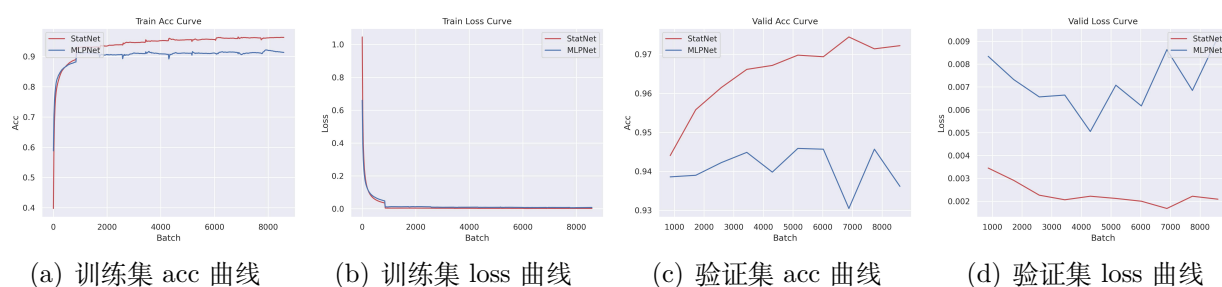 Train Acc Curve
StatNet
MLPNet
Acc
0.9
0.8
0.7
0.6
0.5
0.4
0 2000 4000 6000 8000
Batch
(a) 训练集 acc 曲线
Train Loss Curve
StatNet
MLPNet
Loss
1.0
0.8
0.6
0.4
0.2
0.0
0 2000 4000 6000 8000
Batch
(b) 训练集 loss 曲线
Valid Acc Curve
StatNet
MLPNet
Acc
0.97
0.96
0.95
0.94
0.93
1000 2000 3000 4000 5000 6000 7000 8000
Batch
(c) 验证集 acc 曲线
Valid Loss Curve
StatNet
MLPNet
Loss
0.009
0.008
0.007
0.006
0.005
0.004
0.003
0.002
1000 2000 3000 4000 5000 6000 7000 8000
Batch
(d) 验证集 loss 曲线